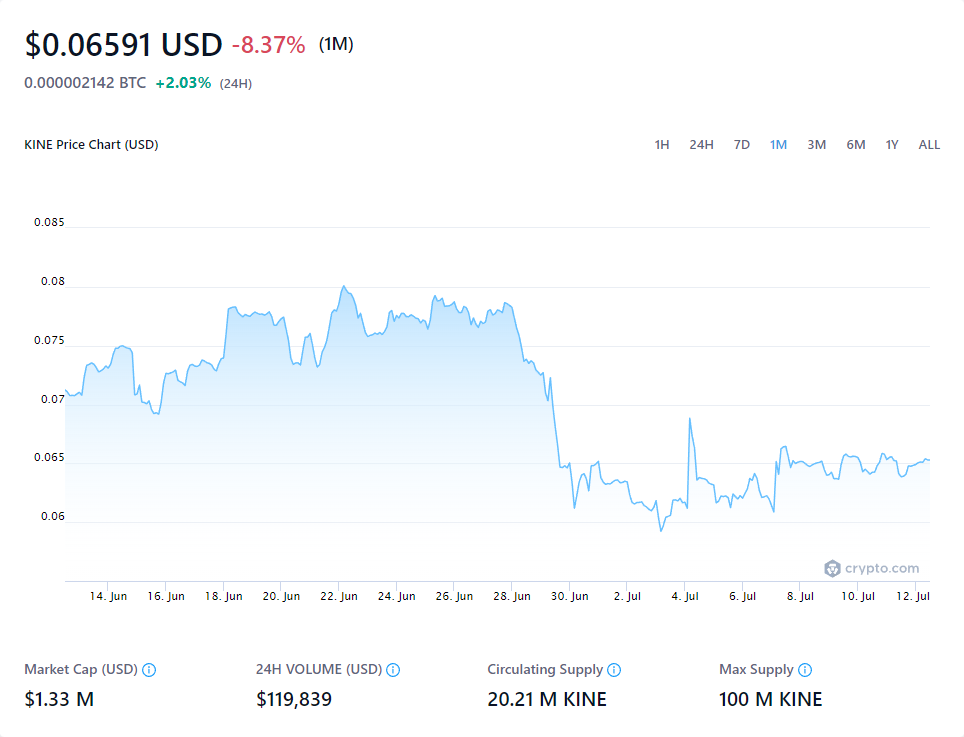 $0.06591 USD -8.37% (1M)
0.000002142 BTC +2.03% (24H)
KINE Price Chart (USD) 1H 24H 7D 1M 3M 6M 1Y ALL
0.085
0.08
0.075
0.07
0.065
0.06
crypto.com
14. Jun 16. Jun 18. Jun 20. Jun 22. Jun 24. Jun 26. Jun 28. Jun 30. Jun 2. Jul 4. Jul 6. Jul 8. Jul 10. Jul 12. Jul
Market Cap (USD) 24H VOLUME (USD) Circulating Supply Max Supply
$1.33 M $119,839 20.21 M KINE 100 M KINE